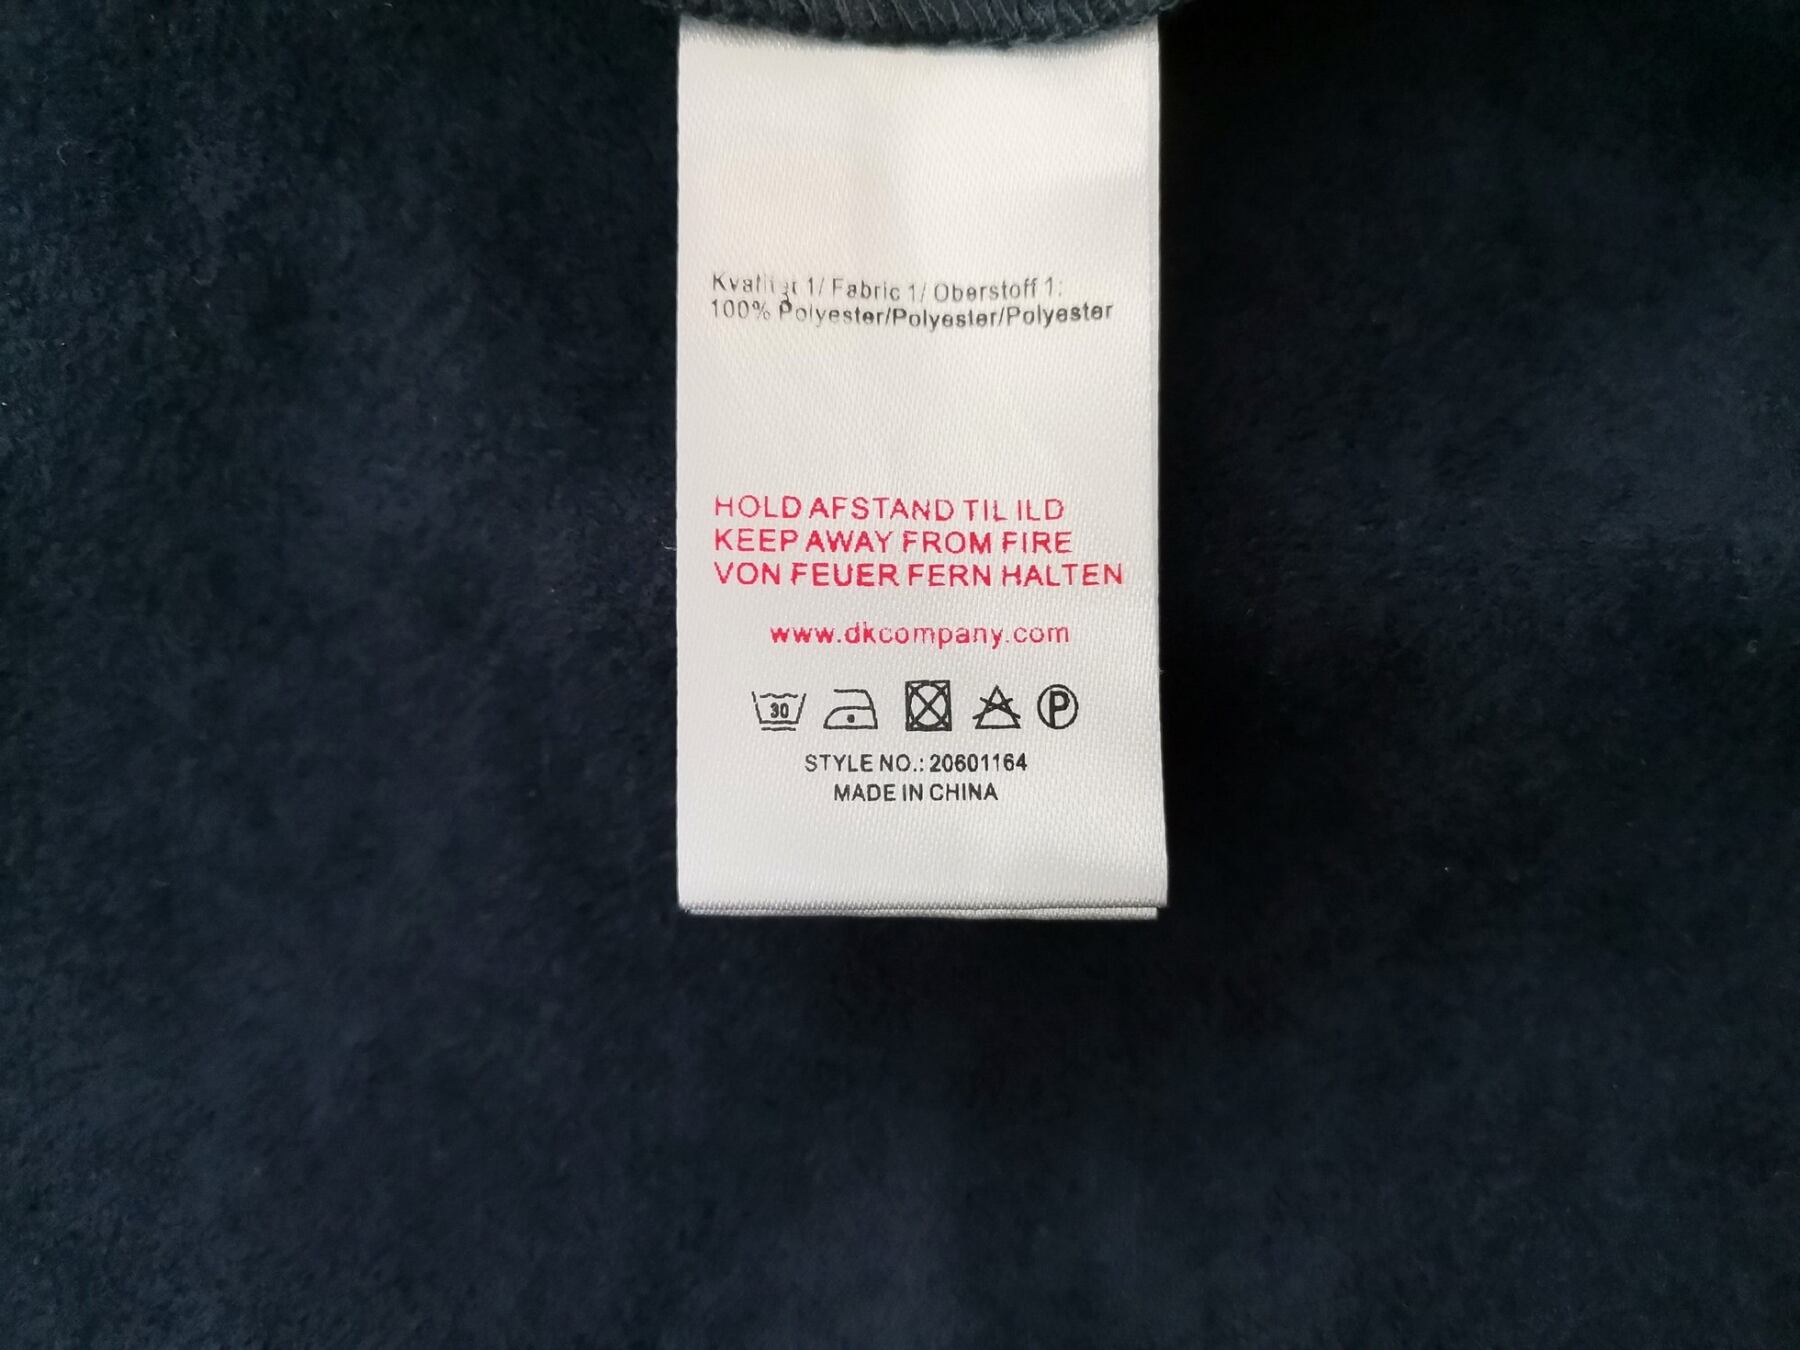 Kvalitet 1/ Fabric 1/ Oberstoff 1:
100% Polyester/Polyester/Polyester
HOLD AFSTAND TIL ILD
KEEP AWAY FROM FIRE
VON FEUER FERN HALTEN
www.dkcompany.com
30 P
STYLE NO.: 20601164
MADE IN CHINA